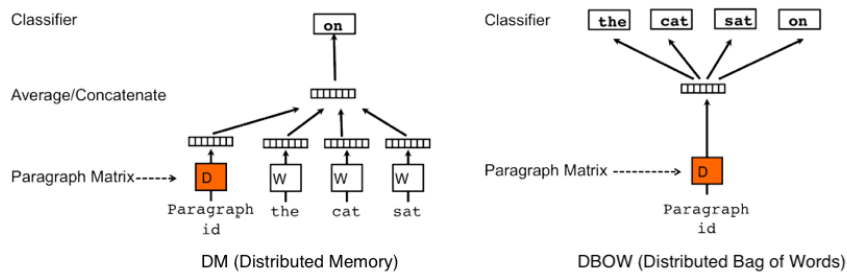 Classifier
on
Average/Concatenate
Paragraph Matrix
D
W
W
W
Paragraph
id
the
cat
sat
DM (Distributed Memory)
Classifier
the
cat
sat
on
Paragraph Matrix
D
Paragraph
id
DBOW (Distributed Bag of Words)